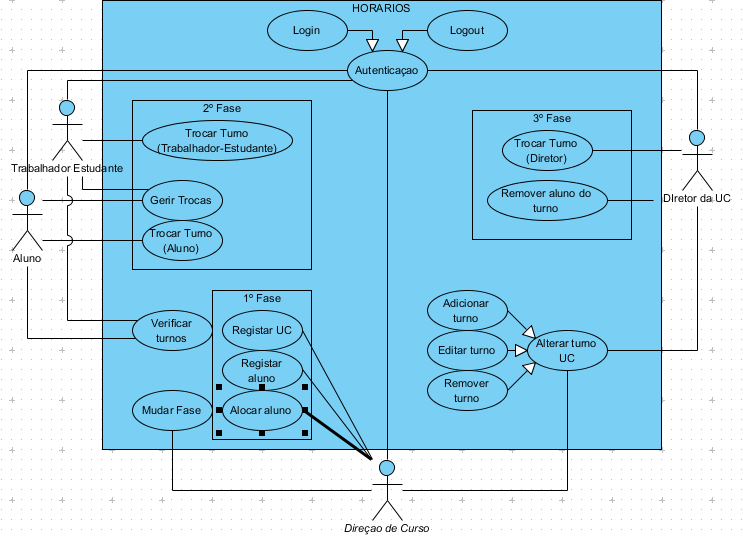 HORARIOS
Login
Logout
Autenticaçao
2º Fase
Trocar Turno
(Trabalhador-Estudante)
Gerir Trocas
Trocar Turno
(Aluno)
3º Fase
Trocar Turno
(Diretor)
Remover aluno do
turno
Trabalhador Estudante
DIretor da UC
Aluno
1º Fase
Registar UC
Registar
aluno
Alocar aluno
Verificar
turnos
Mudar Fase
Adicionar
turno
Editar turno
Remover
turno
Alterar turno
UC
Direçao de Curso